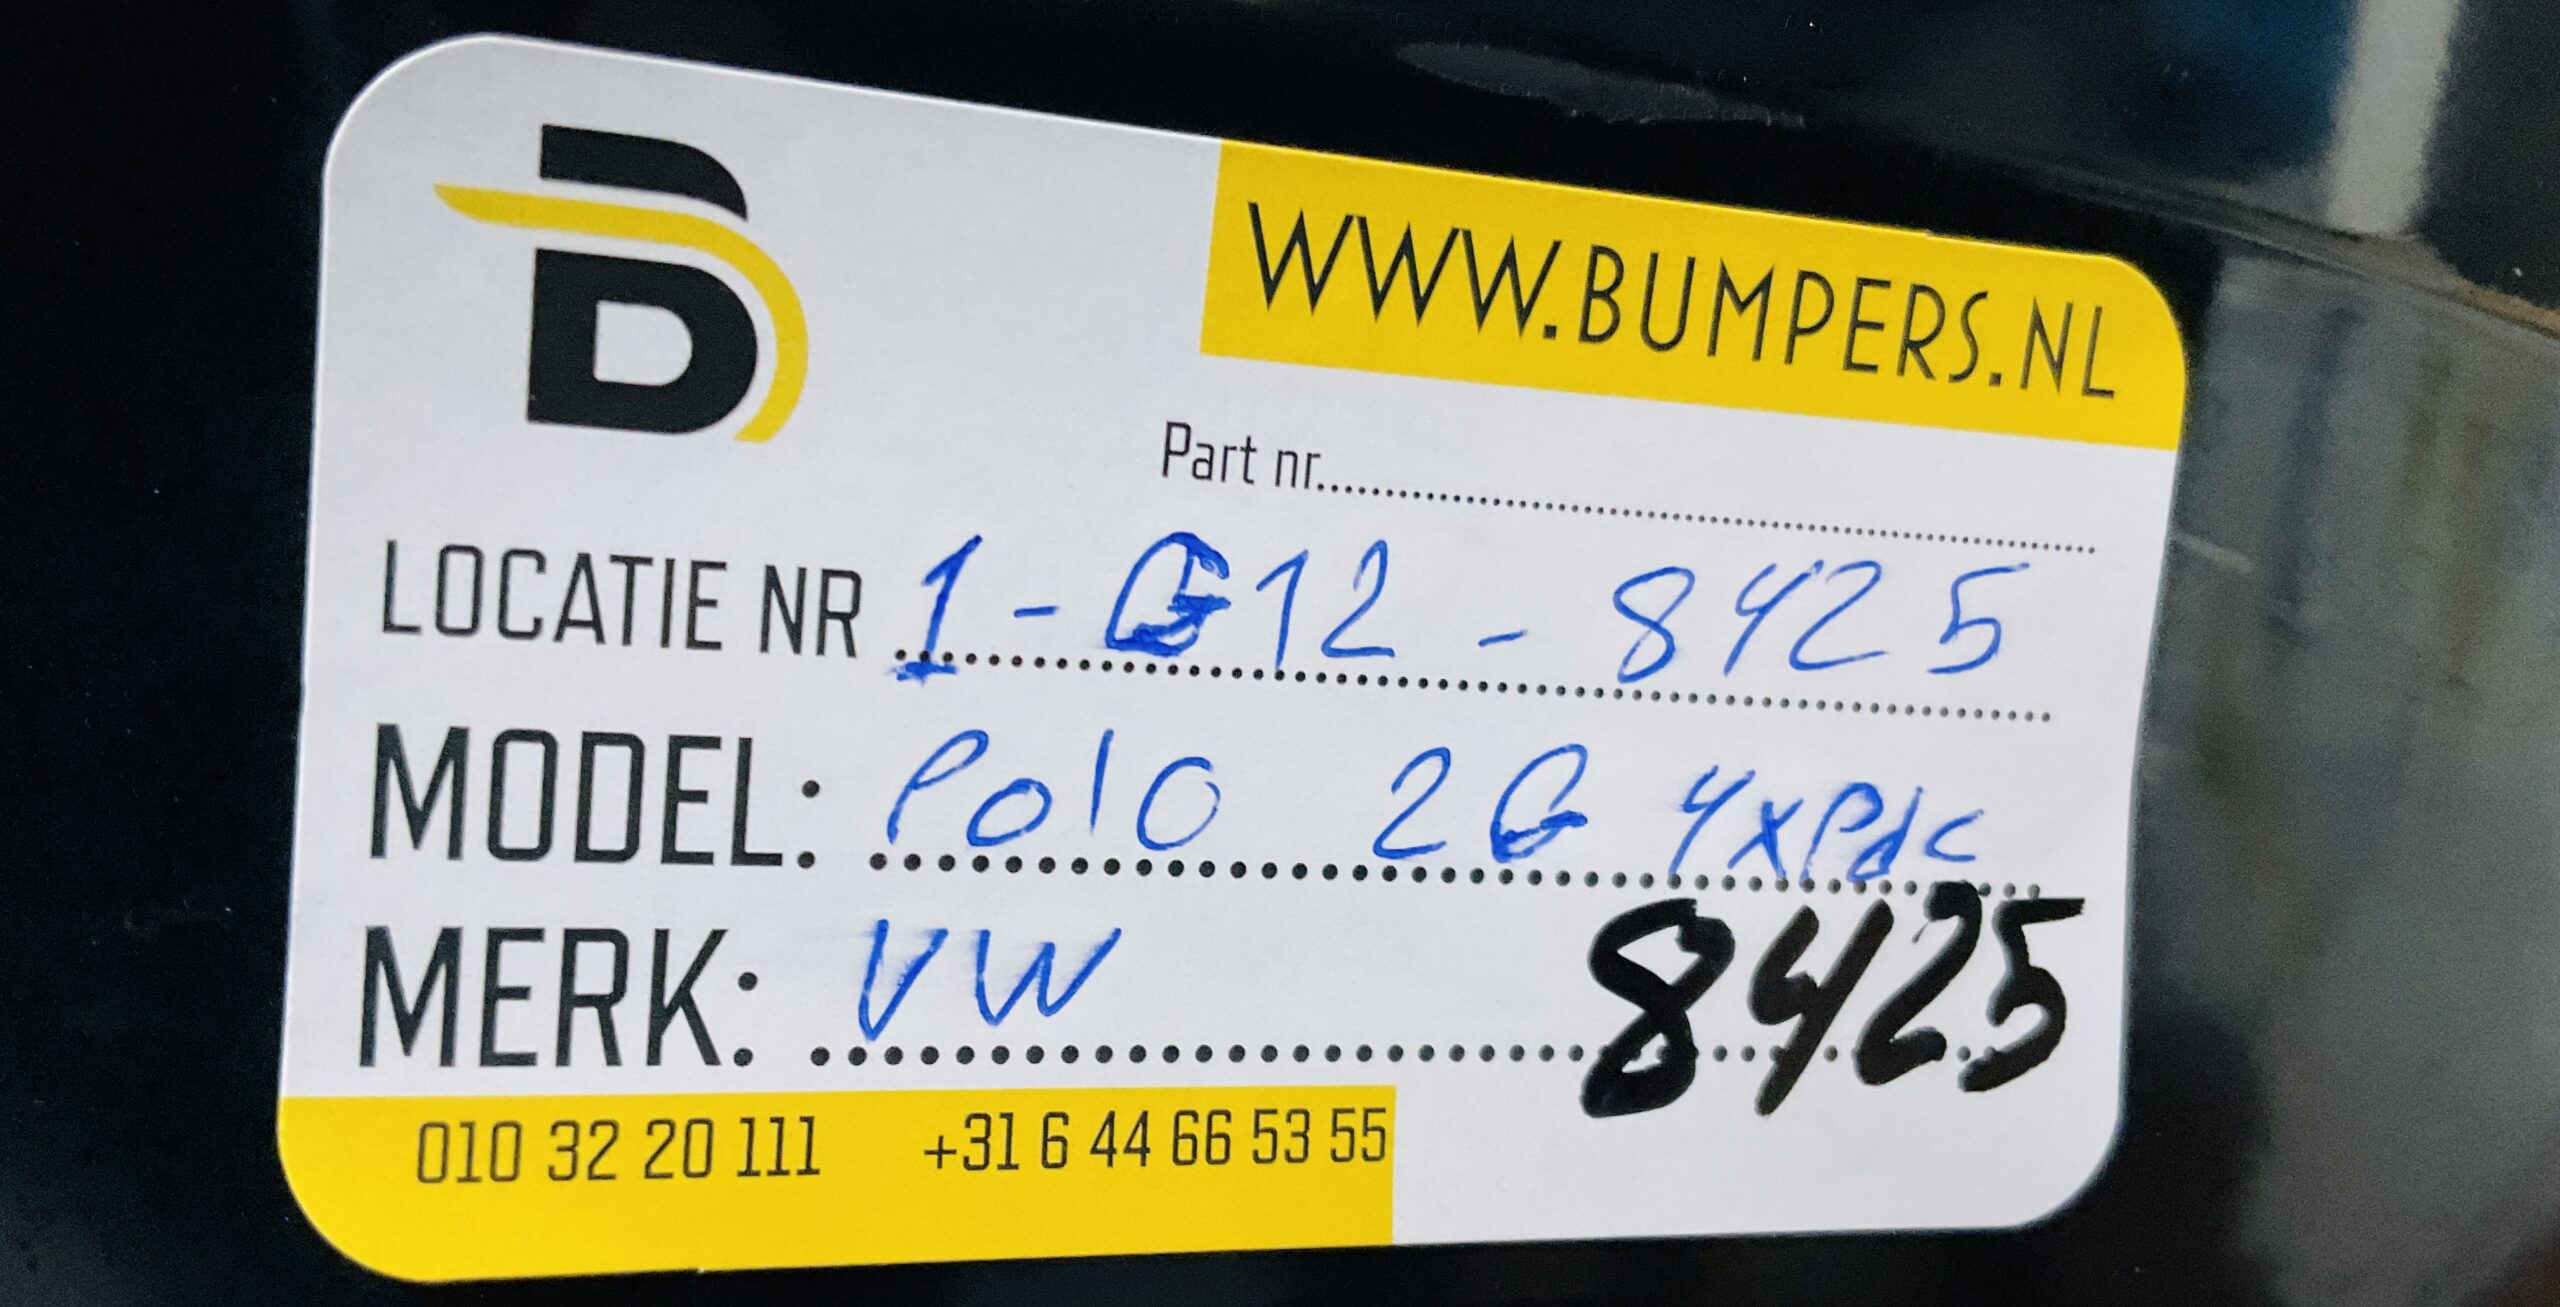 B
WWW.BUMPERS.NL
Part nr....................
LOCATIE NR 1 - G12 - 8425
MODEL: Polo 2G 4xPdc
MERK: VW 8425
010 32 20 111 +31 6 44 66 53 55